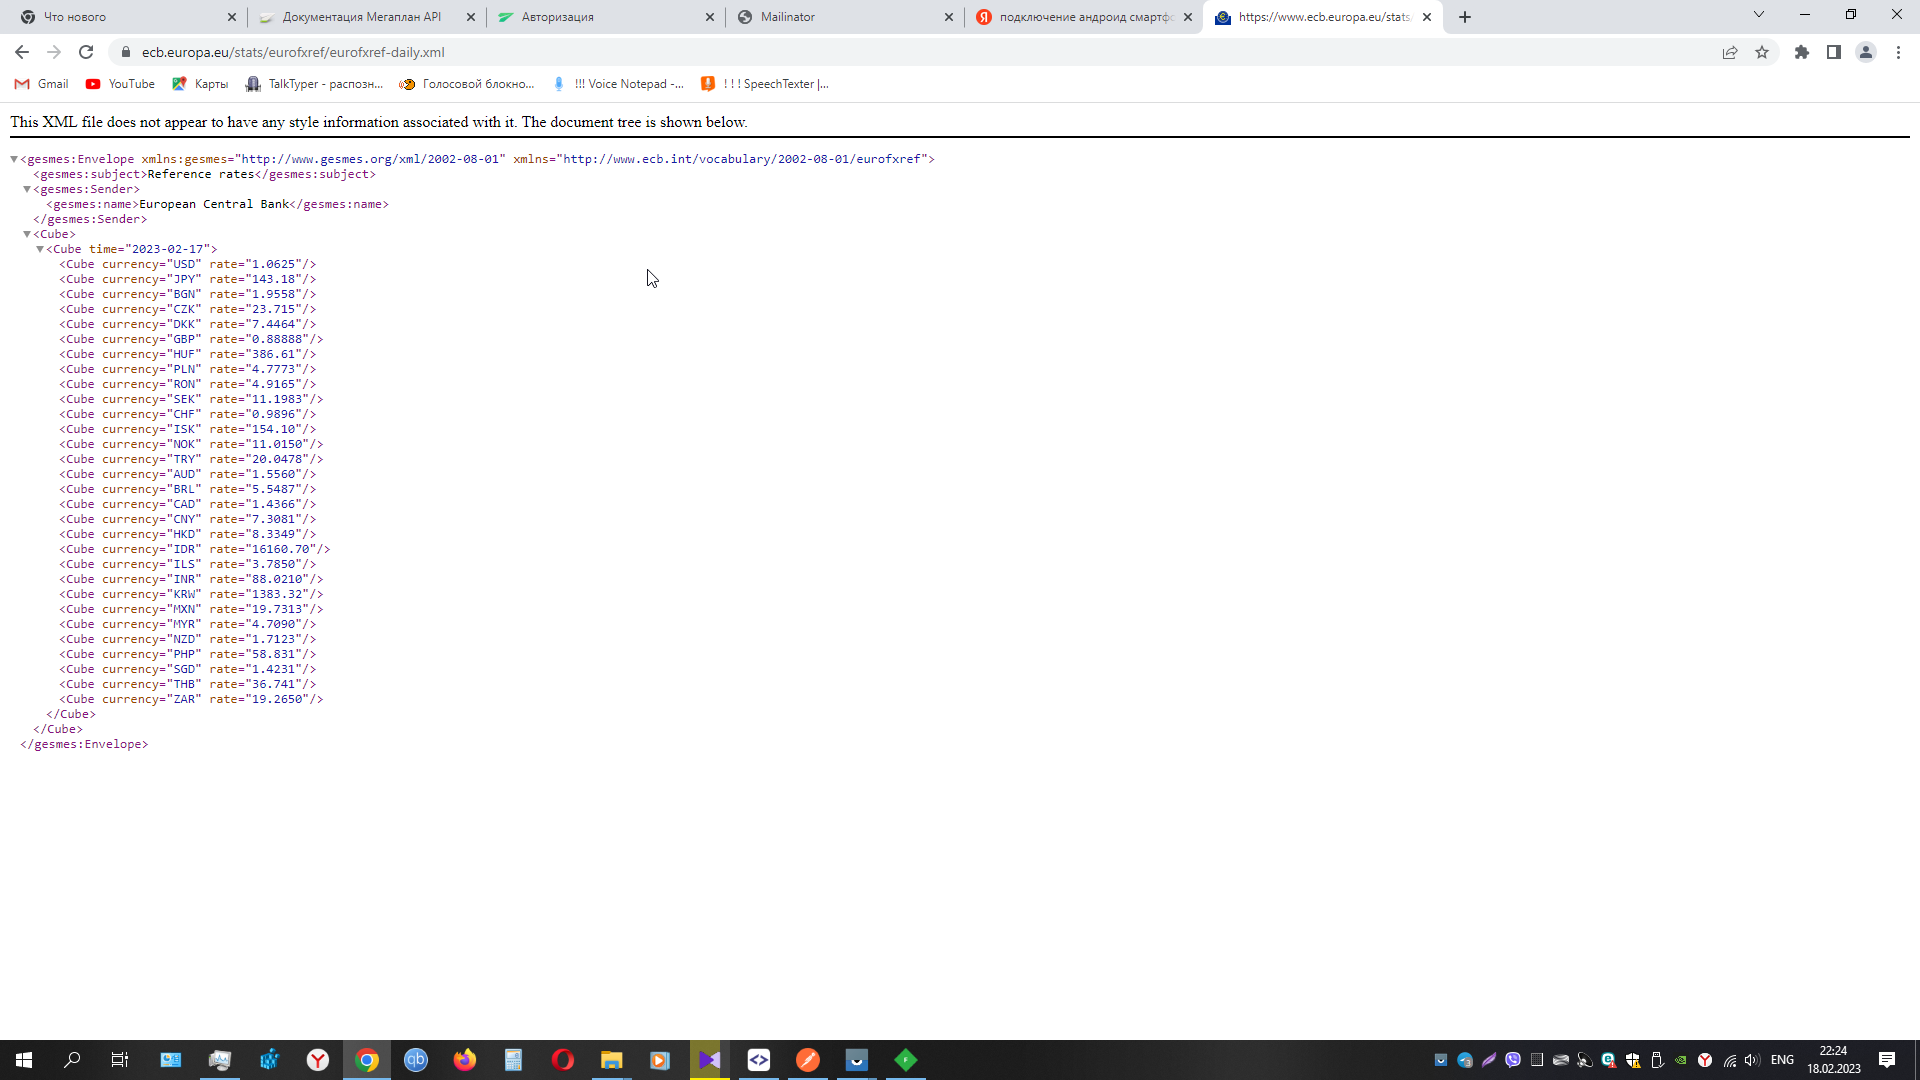 Что нового
Документация Мегаплан API
Авторизация
Mailinator
подключение андроид смартфо
https://www.ecb.europa.eu/stats
ecb.europa.eu/stats/eurofxref/eurofxref-daily.xml
Gmail
YouTube
Карты
TalkTyper - распозн...
Голосовой блокно...
!!! Voice Notepad -...
! ! ! SpeechTexter |...
This XML file does not appear to have any style information associated with it. The document tree is shown below.
<gesmes:Envelope xmlns:gesmes="http://www.gesmes.org/xml/2002-08-01" xmlns="http://www.ecb.int/vocabulary/2002-08-01/eurofxref">
<gesmes:subject>Reference rates</gesmes:subject>
<gesmes:Sender>
<gesmes:name>European Central Bank</gesmes:name>
</gesmes:Sender>
<Cube>
<Cube time="2023-02-17">
<Cube currency="USD" rate="1.0625"/>
<Cube currency="JPY" rate="143.18"/>
<Cube currency="BGN" rate="1.9558"/>
<Cube currency="CZK" rate="23.715"/>
<Cube currency="DKK" rate="7.4464"/>
<Cube currency="GBP" rate="0.88888"/>
<Cube currency="HUF" rate="386.61"/>
<Cube currency="PLN" rate="4.7773"/>
<Cube currency="RON" rate="4.9165"/>
<Cube currency="SEK" rate="11.1983"/>
<Cube currency="CHF" rate="0.9896"/>
<Cube currency="ISK" rate="154.10"/>
<Cube currency="NOK" rate="11.0150"/>
<Cube currency="TRY" rate="20.0478"/>
<Cube currency="AUD" rate="1.5560"/>
<Cube currency="BRL" rate="5.5487"/>
<Cube currency="CAD" rate="1.4366"/>
<Cube currency="CNY" rate="7.3081"/>
<Cube currency="HKD" rate="8.3349"/>
<Cube currency="IDR" rate="16160.70"/>
<Cube currency="ILS" rate="3.7850"/>
<Cube currency="INR" rate="88.0210"/>
<Cube currency="KRW" rate="1383.32"/>
<Cube currency="MXN" rate="19.7313"/>
<Cube currency="MYR" rate="4.7090"/>
<Cube currency="NZD" rate="1.7123"/>
<Cube currency="PHP" rate="58.831"/>
<Cube currency="SGD" rate="1.4231"/>
<Cube currency="THB" rate="36.741"/>
<Cube currency="ZAR" rate="19.2650"/>
</Cube>
</Cube>
</gesmes:Envelope>
ENG
22:24
18.02.2023